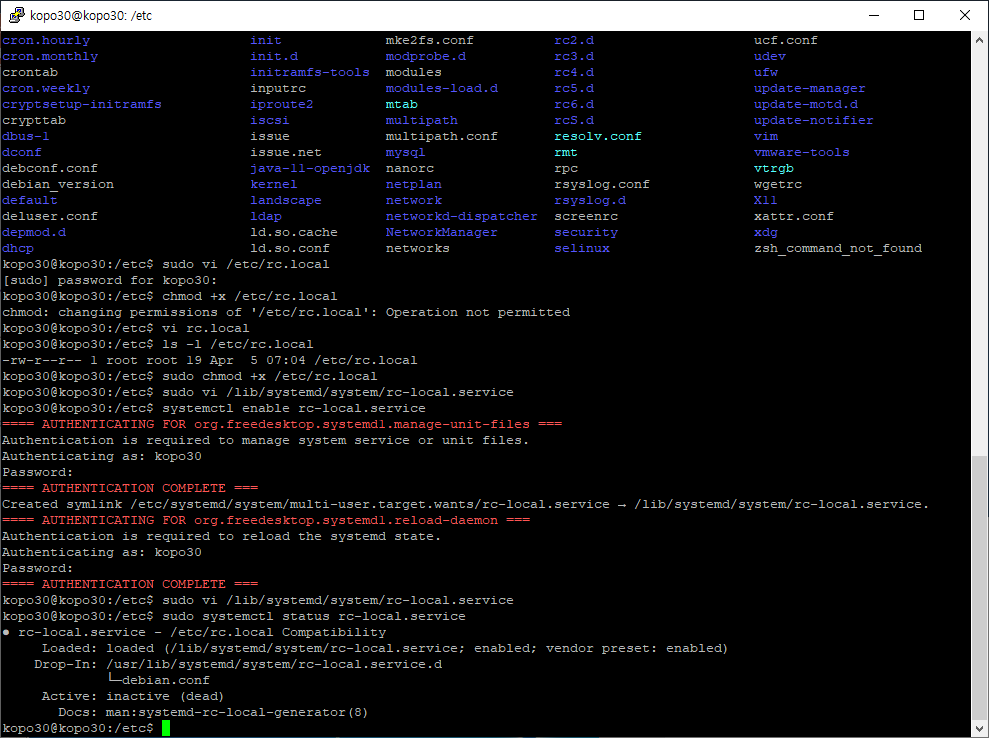 kopo30@kopo30: /etc
cron.hourly init mke2fs.conf rc2.d ucf.conf
cron.monthly init.d modprobe.d rc3.d udev
crontab initramfs-tools modules rc4.d ufw
cron.weekly inputrc modules-load.d rc5.d update-manager
cryptsetup-initramfs iproute2 mtab rc6.d update-motd.d
crypttab iscsi multipath rcS.d update-notifier
dbus-1 issue multipath.conf resolv.conf vim
dconf issue.net mysql rmt vmware-tools
debconf.conf java-11-openjdk nanorc rpc vtrgb
debian_version kernel netplan rsyslog.conf wgetrc
default landscape network rsyslog.d X11
deluser.conf ldap networkd-dispatcher screenrc xattr.conf
depmod.d ld.so.cache NetworkManager security xdg
dhcp ld.so.conf networks selinux zsh_command_not_found
kopo30@kopo30:/etc$ sudo vi /etc/rc.local
[sudo] password for kopo30:
kopo30@kopo30:/etc$ chmod +x /etc/rc.local
chmod: changing permissions of '/etc/rc.local': Operation not permitted
kopo30@kopo30:/etc$ vi rc.local
kopo30@kopo30:/etc$ ls -l /etc/rc.local
-rw-r--r-- 1 root root 19 Apr  5 07:04 /etc/rc.local
kopo30@kopo30:/etc$ sudo chmod +x /etc/rc.local
kopo30@kopo30:/etc$ sudo vi /lib/systemd/system/rc-local.service
kopo30@kopo30:/etc$ systemctl enable rc-local.service
==== AUTHENTICATING FOR org.freedesktop.systemd1.manage-unit-files ===
Authentication is required to manage system service or unit files.
Authenticating as: kopo30
Password:
==== AUTHENTICATION COMPLETE ===
Created symlink /etc/systemd/system/multi-user.target.wants/rc-local.service → /lib/systemd/system/rc-local.service.
==== AUTHENTICATING FOR org.freedesktop.systemd1.reload-daemon ===
Authentication is required to reload the systemd state.
Authenticating as: kopo30
Password:
==== AUTHENTICATION COMPLETE ===
kopo30@kopo30:/etc$ sudo vi /lib/systemd/system/rc-local.service
kopo30@kopo30:/etc$ sudo systemctl status rc-local.service
● rc-local.service - /etc/rc.local Compatibility
Loaded: loaded (/lib/systemd/system/rc-local.service; enabled; vendor preset: enabled)
Drop-In: /usr/lib/systemd/system/rc-local.service.d
└─debian.conf
Active: inactive (dead)
Docs: man:systemd-rc-local-generator(8)
kopo30@kopo30:/etc$